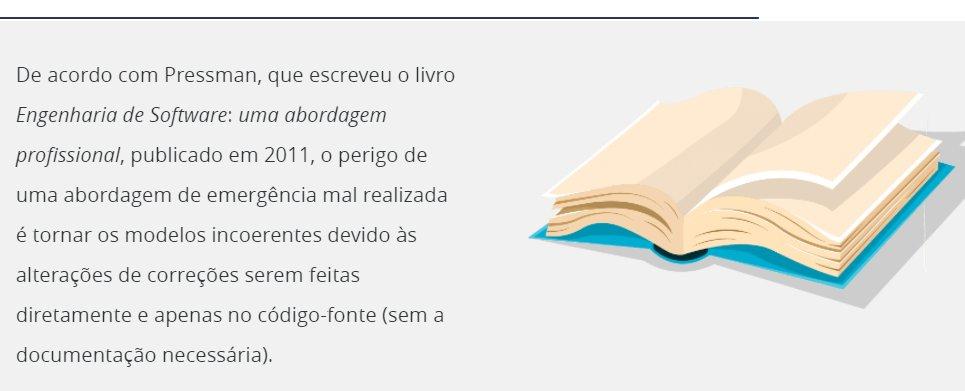 De acordo com Pressman, que escreveu o livro
Engenharia de Software: uma abordagem
profissional, publicado em 2011, o perigo de
uma abordagem de emergência mal realizada
é tornar os modelos incoerentes devido às
alterações de correções serem feitas
diretamente e apenas no código-fonte (sem a
documentação necessária).